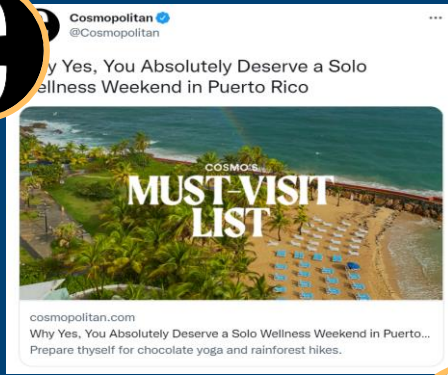 Cosmopolitan
@Cosmopolitan
y Yes, You Absolutely Deserve a Solo
ellness Weekend in Puerto Rico
COSMO'S
MUST-VISIT
LIST
cosmopolitan.com
Why Yes, You Absolutely Deserve a Solo Wellness Weekend in Puerto...
Prepare thyself for chocolate yoga and rainforest hikes.